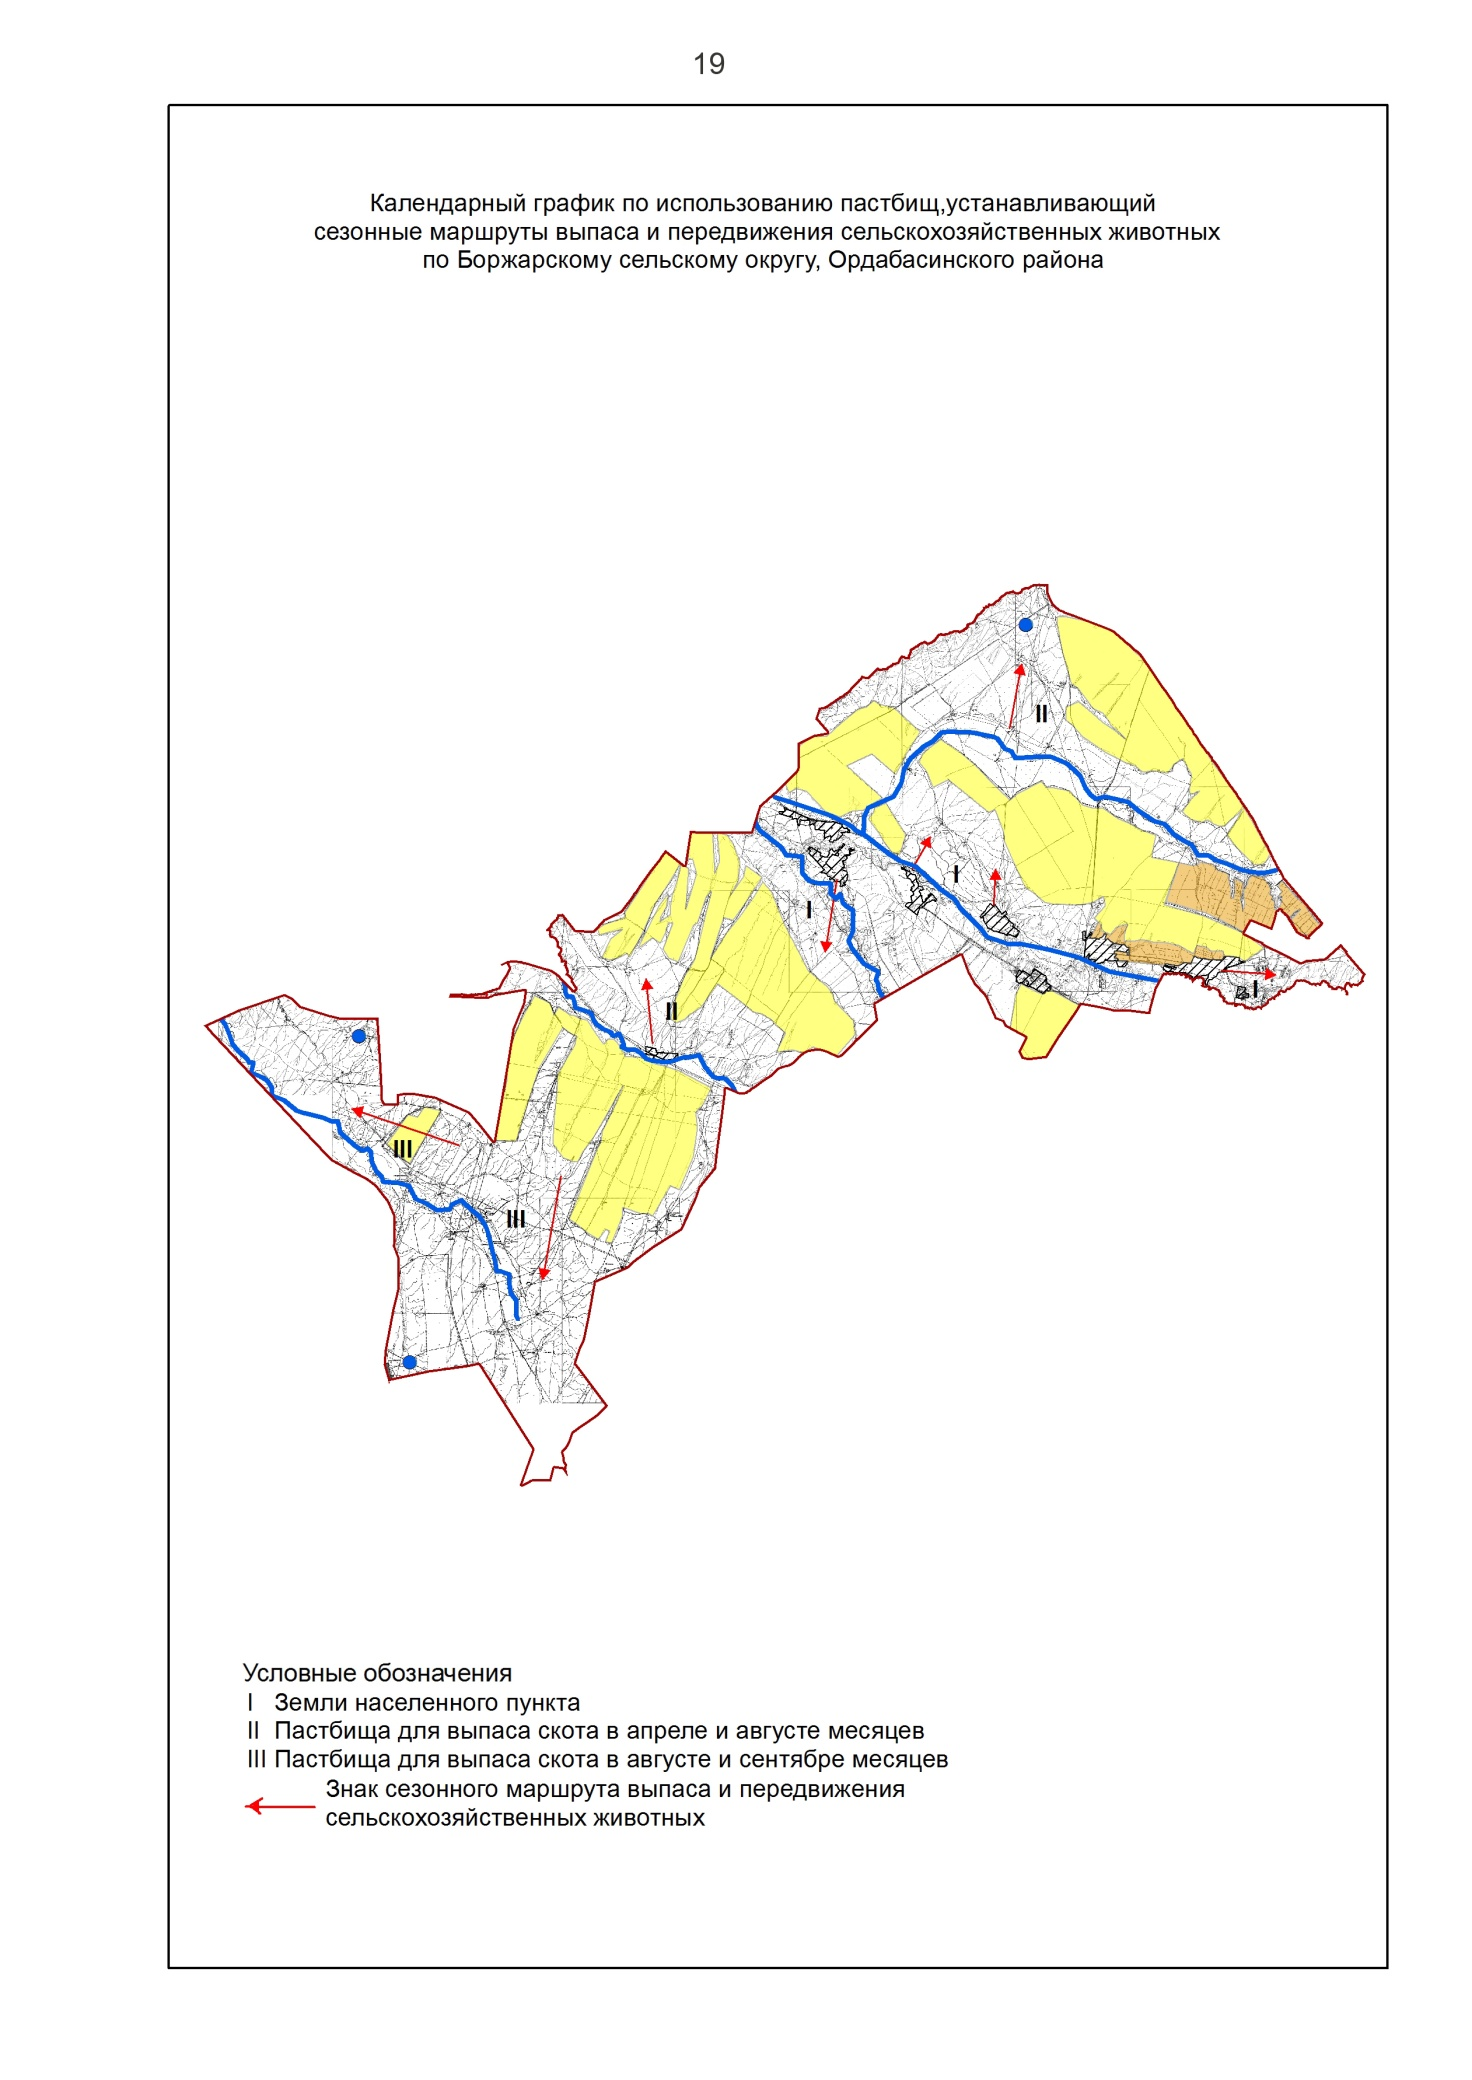 19
Календарный график по использованию пастбищ,устанавливающий
сезонные маршруты выпаса и передвижения сельскохозяйственных животных
по Боржарскому сельскому округу, Ордабасинского района
II
I
I
I
II
III
III
Условные обозначения
I Земли населенного пункта
II Пастбища для выпаса скота в апреле и августе месяцев
III Пастбища для выпаса скота в августе и сентябре месяцев
Знак сезонного маршрута выпаса и передвижения
сельскохозяйственных животных